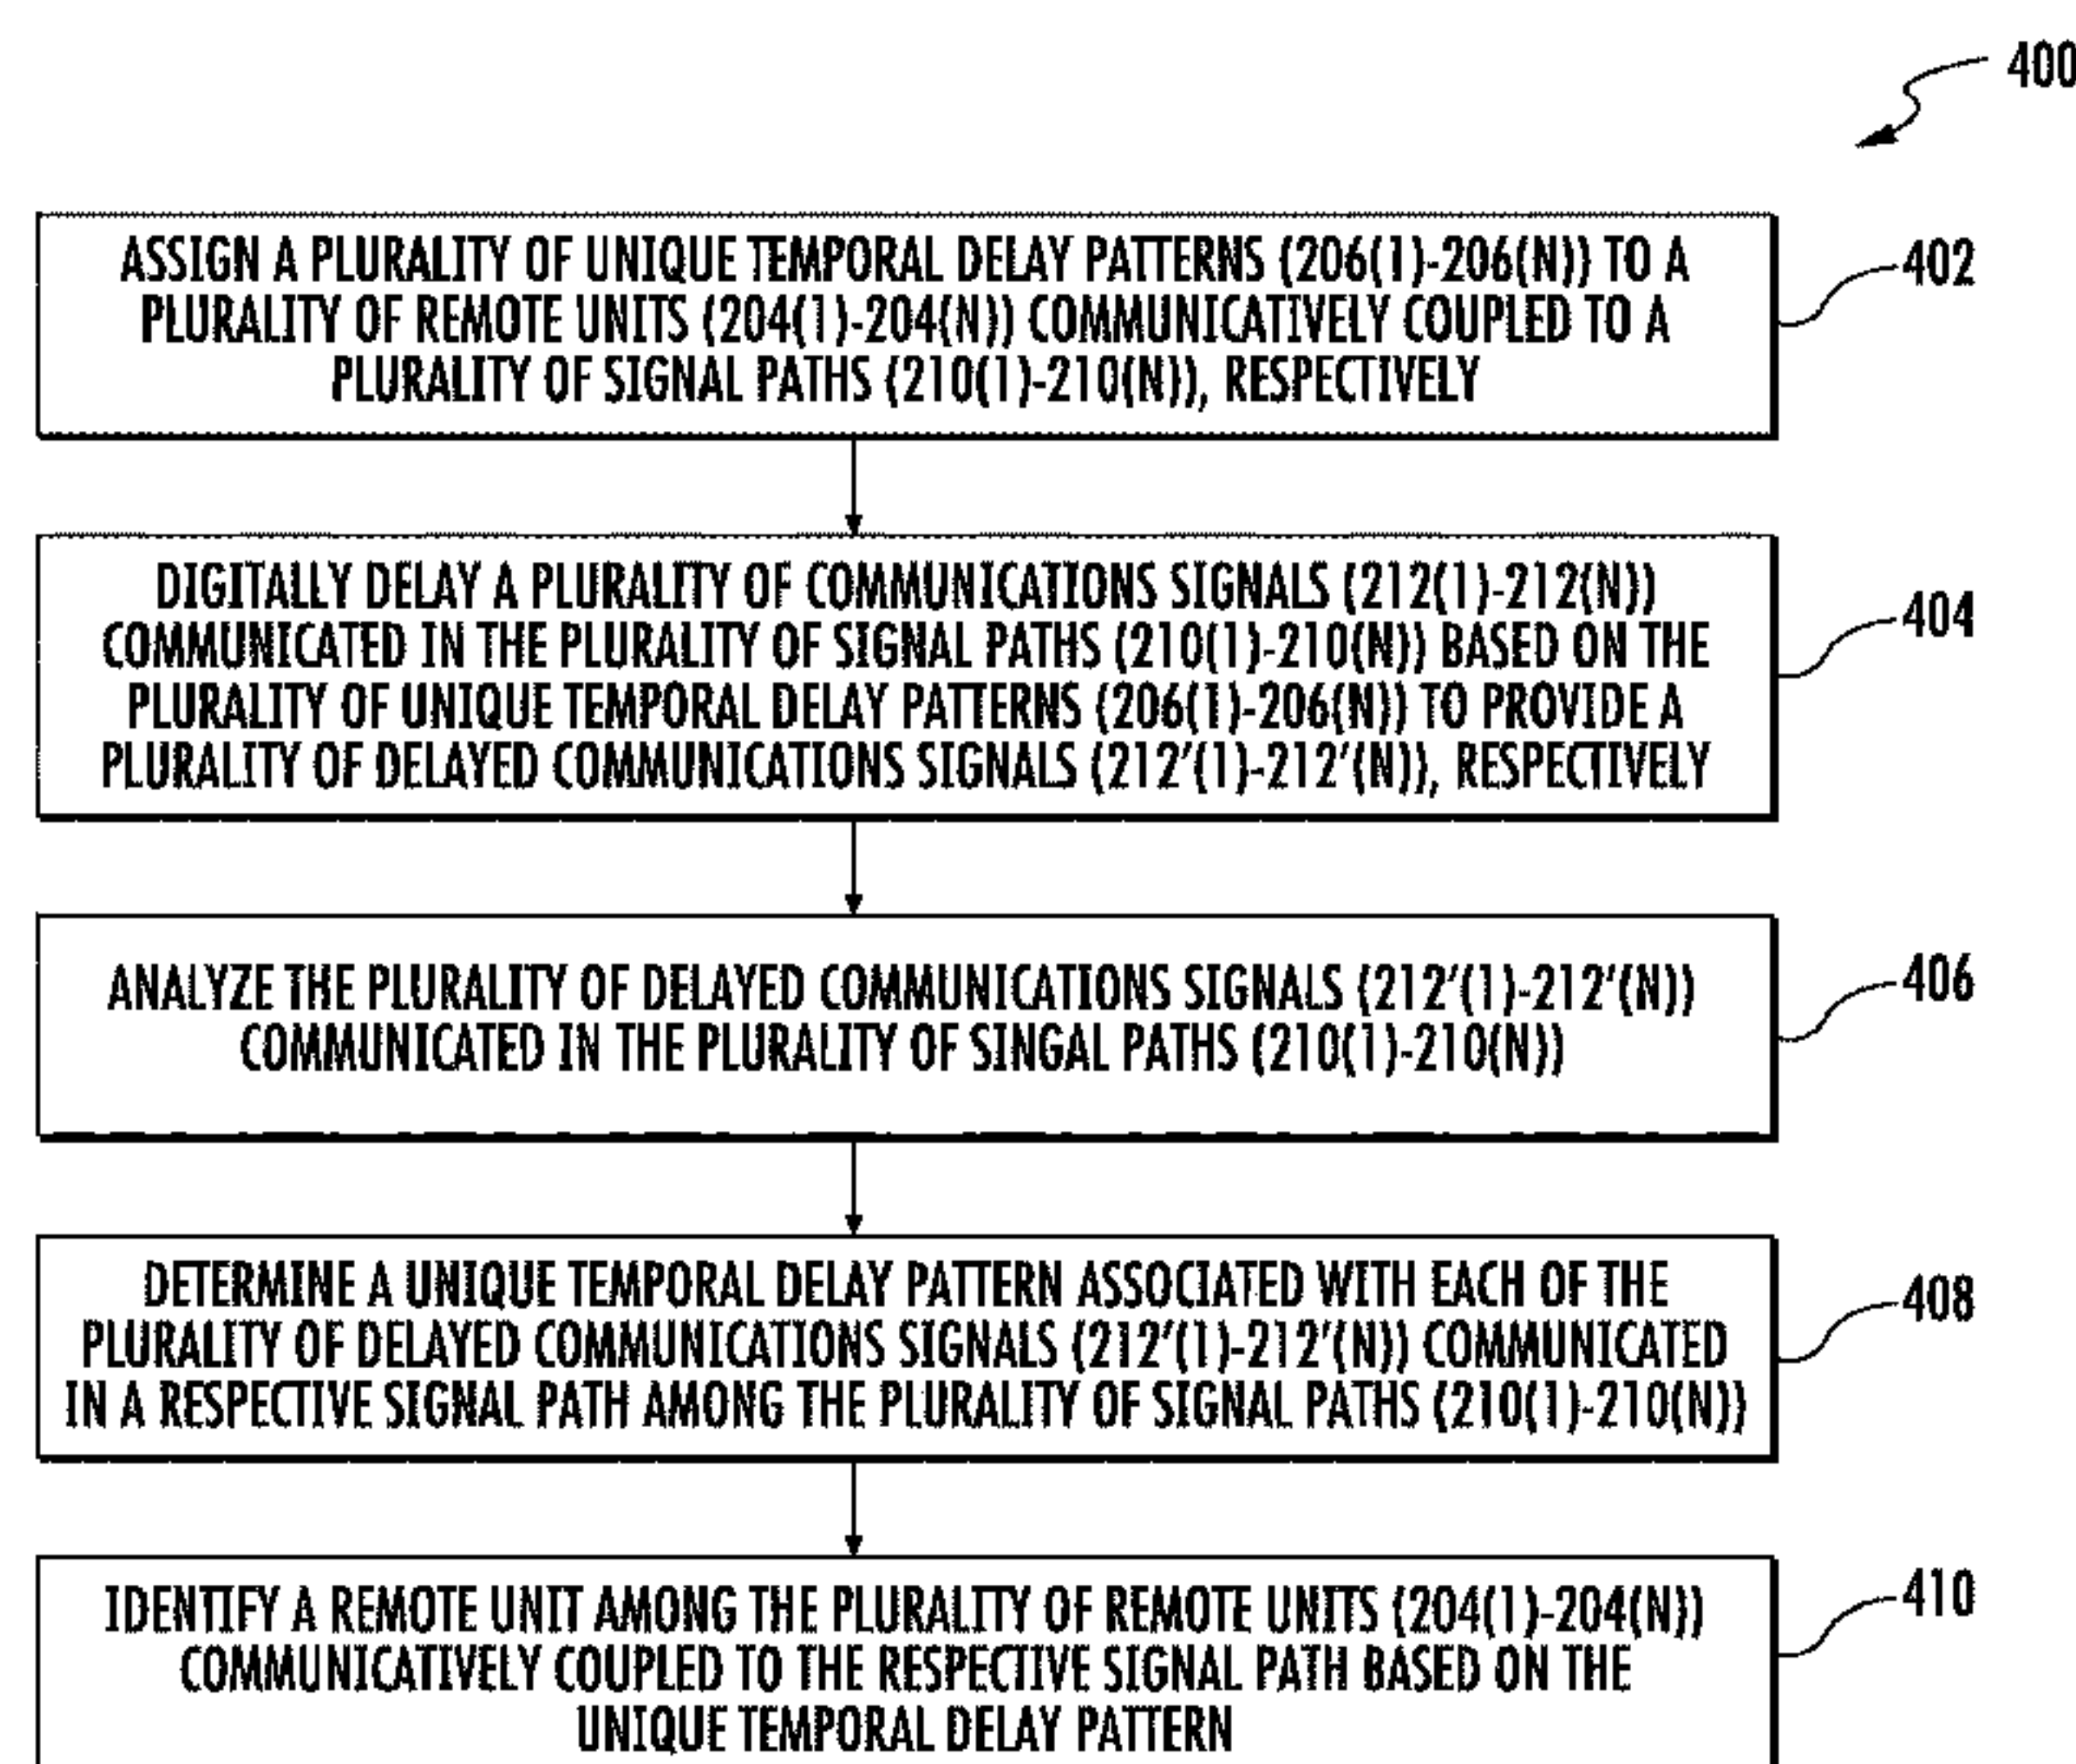 400
ASSIGN A PLURALITY OF UNIQUE TEMPORAL DELAY PATTERNS (206(1)-206(N)) TO A
PLURALITY OF REMOTE UNITS (204(1)-204(N)) COMMUNICATIVELY COUPLED TO A
PLURALITY OF SIGNAL PATHS (210(1)-210(N)), RESPECTIVELY
402
DIGITALLY DELAY A PLURALITY OF COMMUNICATIONS SIGNALS (212(1)-212(N))
COMMUNICATED IN THE PLURALITY OF SIGNAL PATHS (210(1)-210(N)) BASED ON THE
PLURALITY OF UNIQUE TEMPORAL DELAY PATTERNS (206(1)-206(N)) TO PROVIDE A
PLURALITY OF DELAYED COMMUNICATIONS SIGNALS (212'(1)-212'(N)), RESPECTIVELY
404
ANALYZE THE PLURALITY OF DELAYED COMMUNICATIONS SIGNALS (212'(1)-212'(N))
COMMUNICATED IN THE PLURALITY OF SINGAL PATHS (210(1)-210(N))
406
DETERMINE A UNIQUE TEMPORAL DELAY PATTERN ASSOCIATED WITH EACH OF THE
PLURALITY OF DELAYED COMMUNICATIONS SIGNALS (212'(1)-212'(N)) COMMUNICATED
IN A RESPECTIVE SIGNAL PATH AMONG THE PLURALITY OF SIGNAL PATHS (210(1)-210(N))
408
IDENTIFY A REMOTE UNIT AMONG THE PLURALITY OF REMOTE UNITS (204(1)-204(N))
COMMUNICATIVELY COUPLED TO THE RESPECTIVE SIGNAL PATH BASED ON THE
UNIQUE TEMPORAL DELAY PATTERN
410